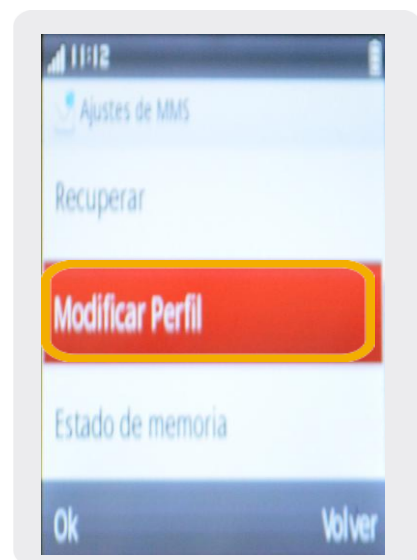 11:12
Ajustes de MMS
Recuperar
Modificar Perfil
Estado de memoria
Ok Volver